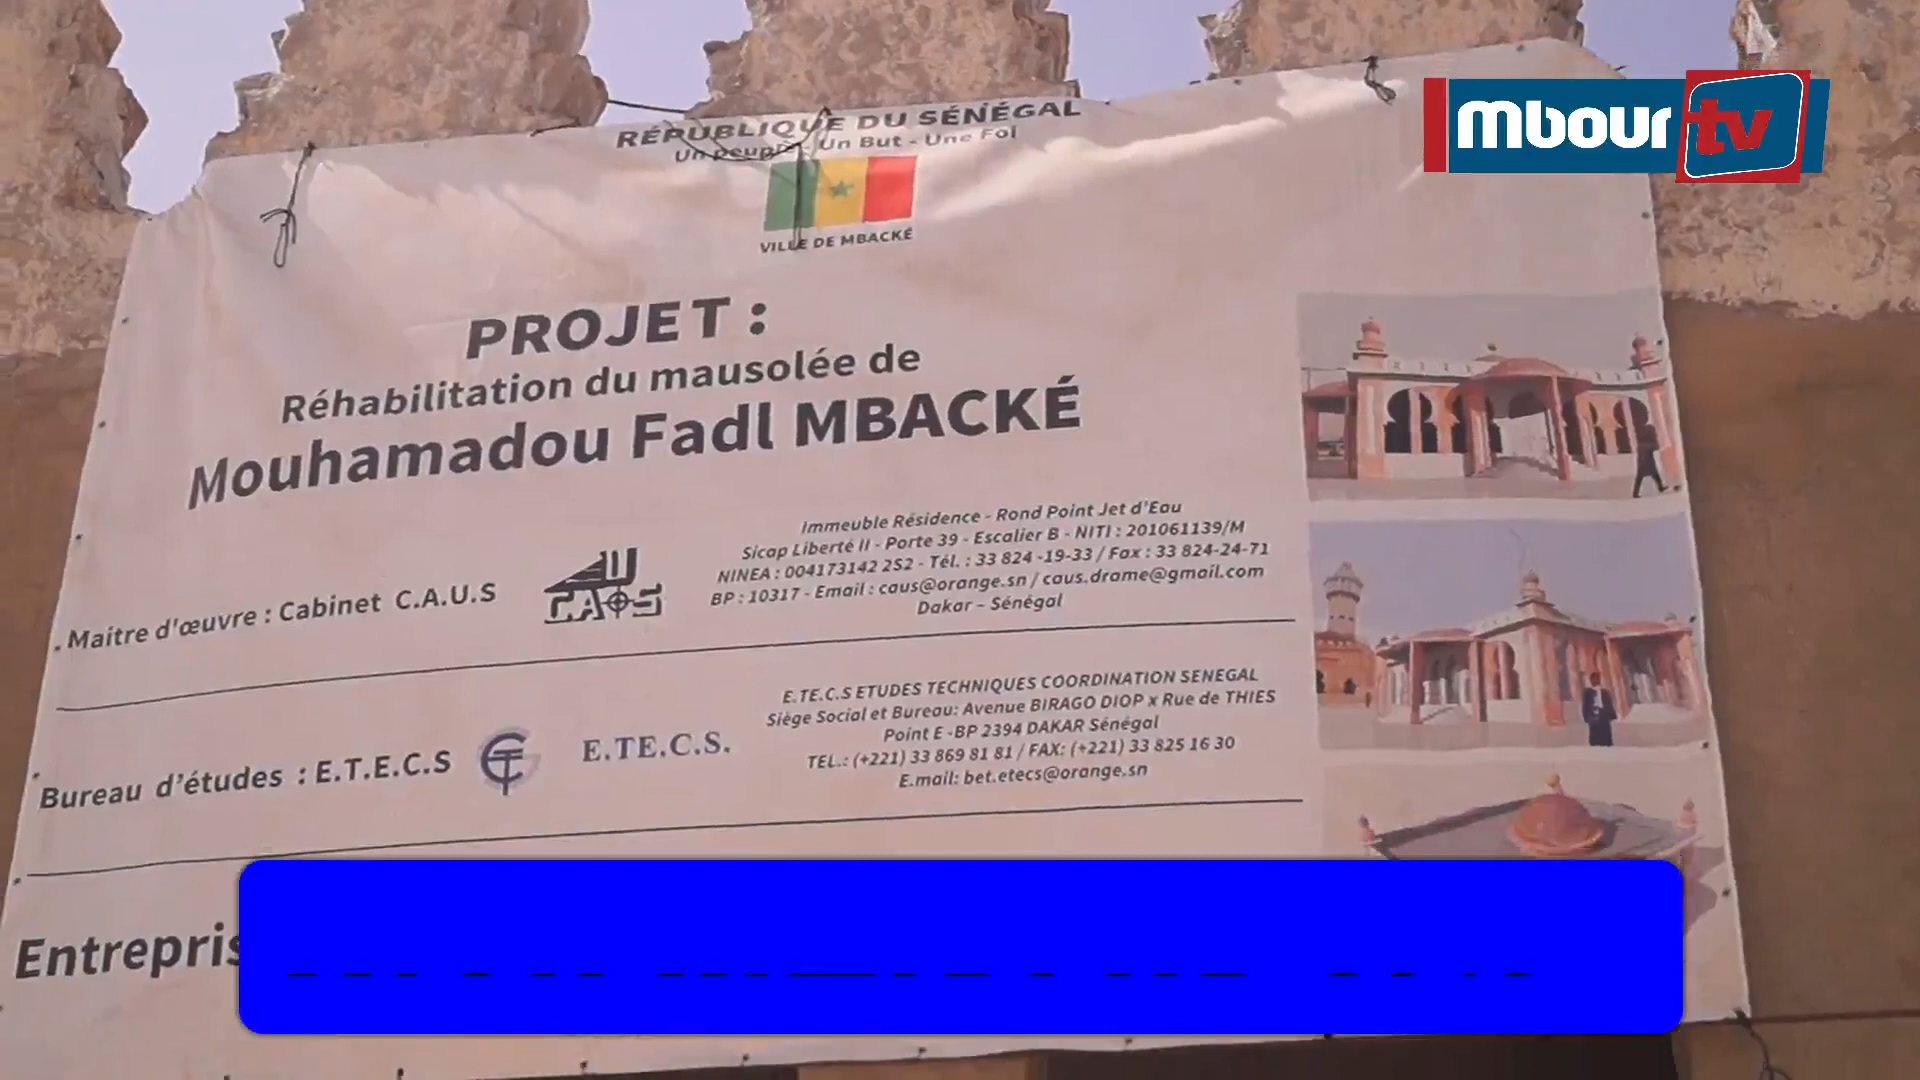 mbour tv
RÉPUBLIQUE DU SÉNÉGAL
Un peuple - Un But - Une Foi
VILLE DE MBACKÉ
PROJET :
Réhabilitation du mausolée de
Mouhamadou Fadl MBACKÉ
Maitre d'œuvre : Cabinet C.A.U.S
CAUS
Immeuble Résidence - Rond Point Jet d'Eau
Sicap Liberté II - Porte 39 - Escalier B - NITI : 201061139/M
NINEA : 004173142 2S2 - Tél. : 33 824 -19-33 / Fax : 33 824-24-71
BP : 10317 - Email : caus@orange.sn / caus.drame@gmail.com
Dakar - Sénégal
Bureau d'études : E.T.E.C.S
E.TE.C.S.
E.TE.C.S ETUDES TECHNIQUES COORDINATION SENEGAL
Siège Social et Bureau: Avenue BIRAGO DIOP x Rue de THIES
Point E -BP 2394 DAKAR Sénégal
TEL.: (+221) 33 869 81 81 / FAX: (+221) 33 825 16 30
E.mail: bet.etecs@orange.sn